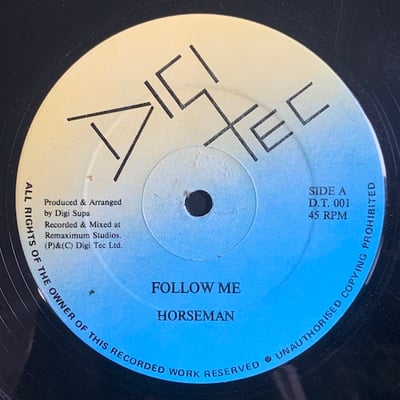 DIGI
TEC
Produced & Arranged
by Digi Supa
Recorded & Mixed at
Remaximum Studios.
(P)&(C) Digi Tec Ltd.
SIDE A
D.T. 001
45 RPM
FOLLOW ME
HORSEMAN
ALL RIGHTS OF THE OWNER OF THIS RECORDED WORK RESERVED ● UNAUTHORISED COPYING PROHIBITED